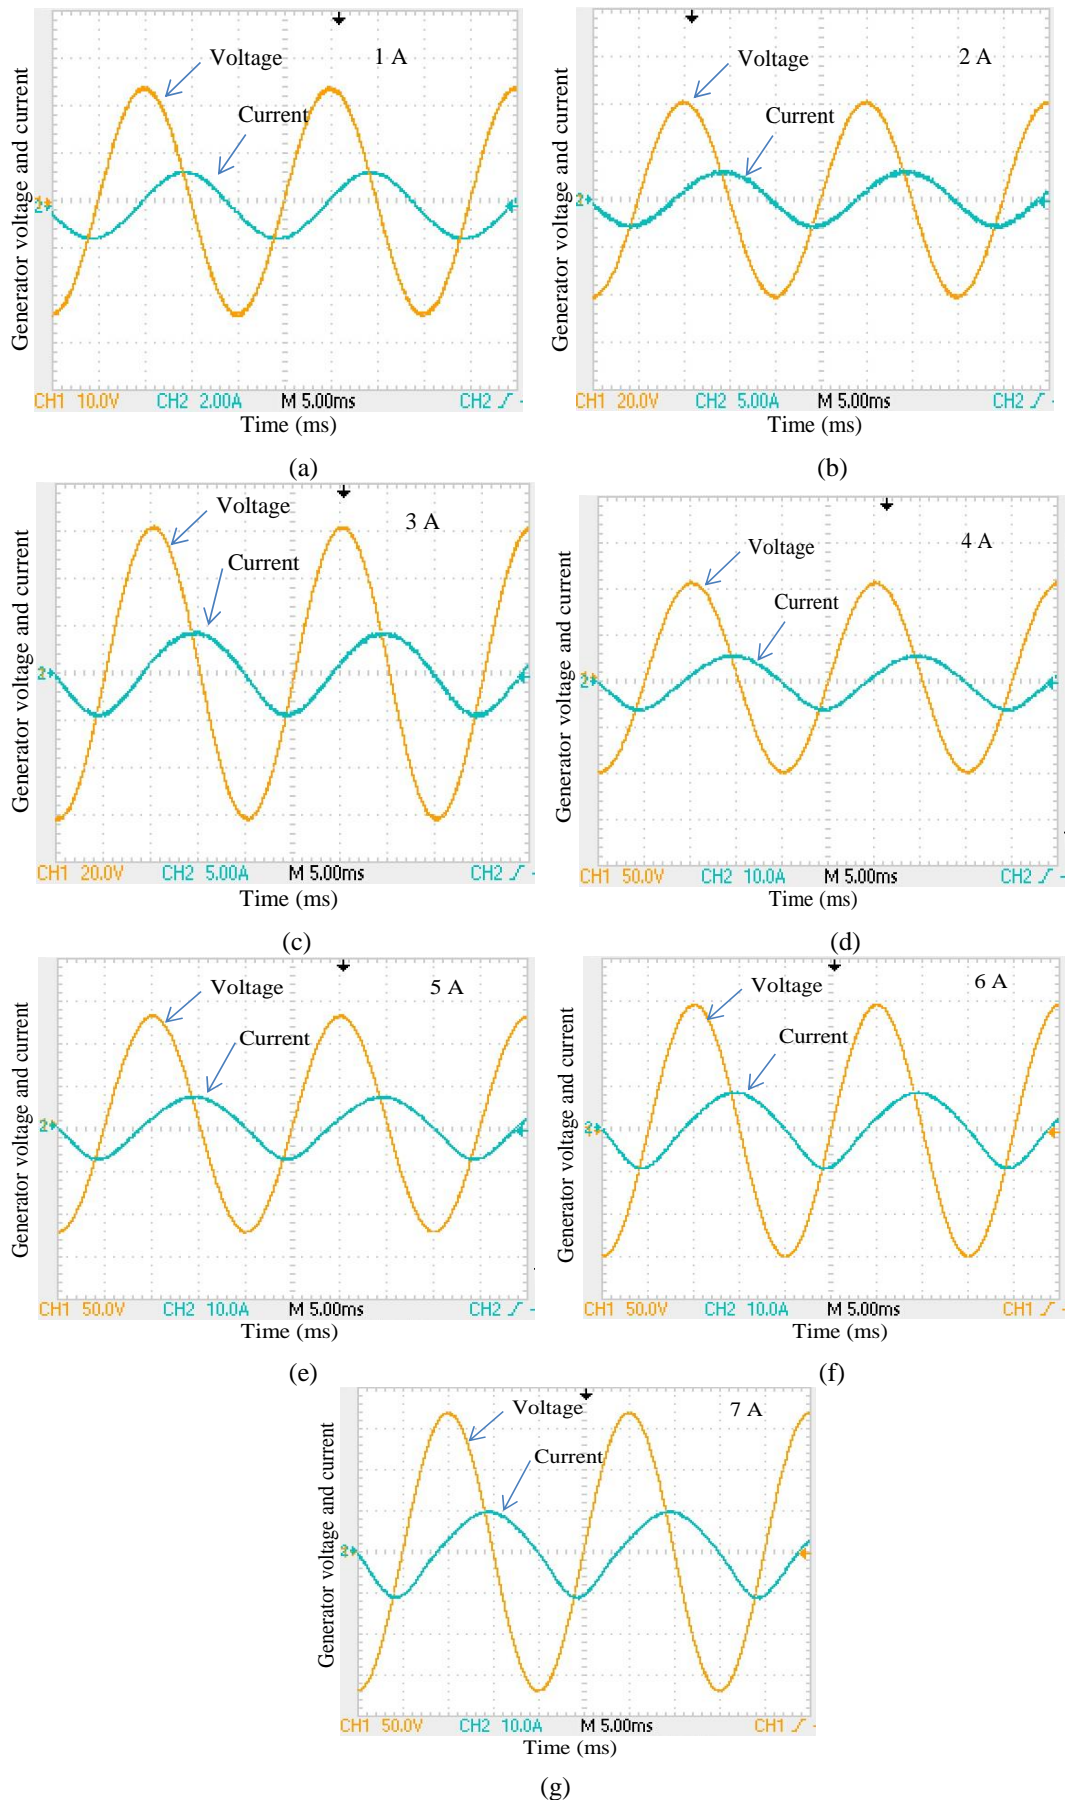 Generator voltage and current
Voltage
1 A
Current
2
CH1 10.0V CH2 2.00A M 5.00ms CH2
Time (ms)
(a)
Generator voltage and current
Voltage
2 A
Current
2
CH1 20.0V CH2 5.00A M 5.00ms CH2
Time (ms)
(b)
Generator voltage and current
Voltage
3 A
Current
2
CH1 20.0V CH2 5.00A M 5.00ms CH2
Time (ms)
(c)
Generator voltage and current
4 A
Voltage
Current
2
CH1 50.0V CH2 10.0A M 5.00ms CH2
Time (ms)
(d)
Generator voltage and current
Voltage
5 A
Current
2
CH1 50.0V CH2 10.0A M 5.00ms CH2
Time (ms)
(e)
Generator voltage and current
Voltage
6 A
Current
CH1 50.0V CH2 10.0A M 5.00ms CH1
Time (ms)
(f)
Generator voltage and current
Voltage
7 A
Current
2
CH1 50.0V CH2 10.0A M 5.00ms CH1
Time (ms)
(g)